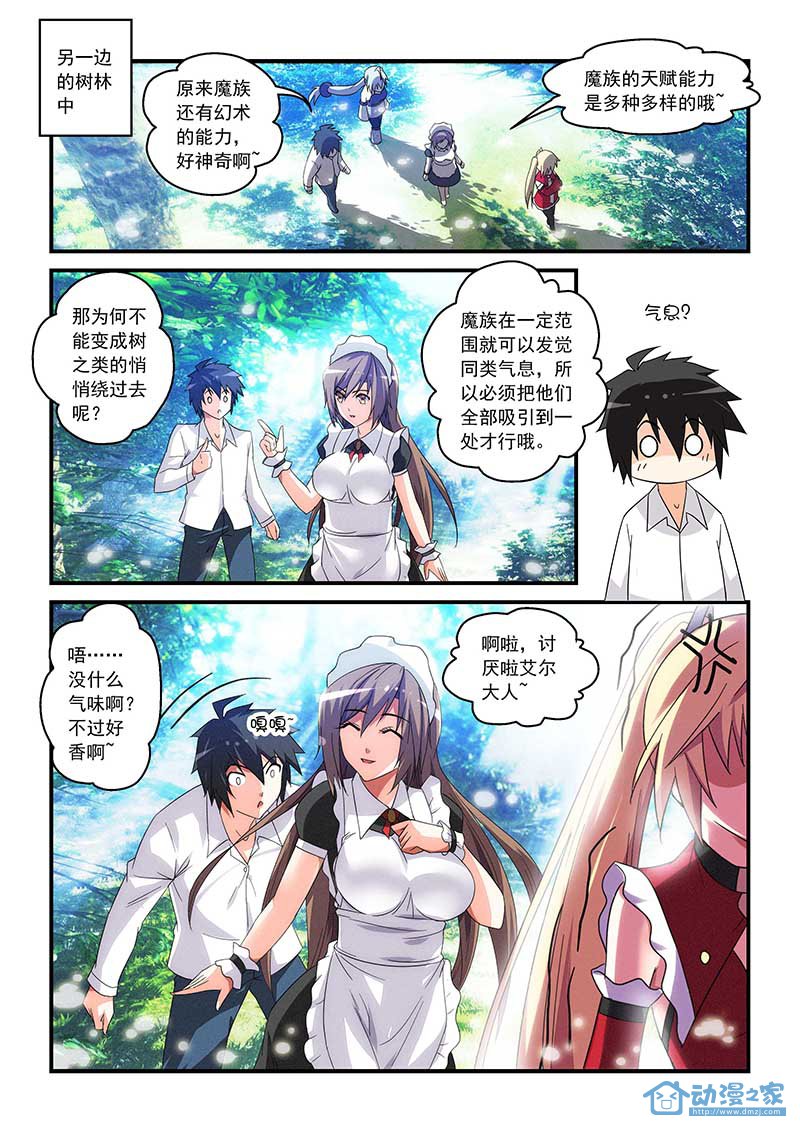 另一边
的树林
中
原来魔族
还有幻术
的能力，
好神奇啊~
魔族的天赋能力
是多种多样的哦~
那为何不
能变成树
之类的悄
悄绕过去
呢？
魔族在一定范
围就可以发觉
同类气息，所
以必须把他们
全部吸引到一
处才行哦。
气息？
唔……
没什么
气味啊？
不过好
香啊~
嗅嗅~
啊啦，讨
厌啦艾尔
大人~
动漫之家
http://www.dmzj.com